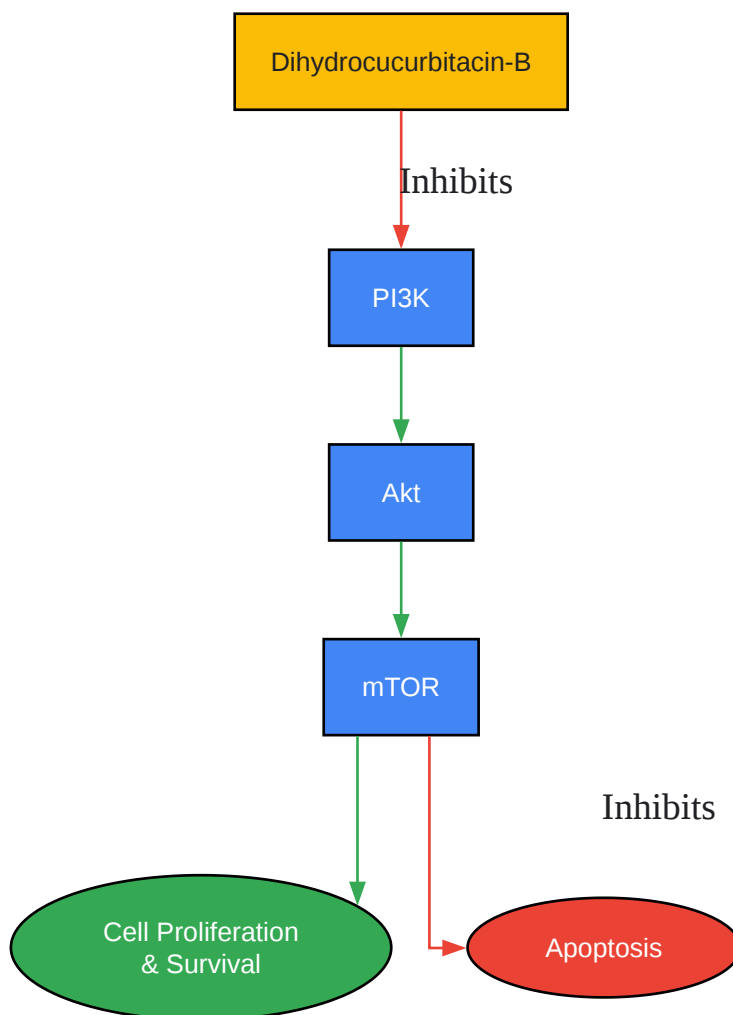 Dihydrocucurbitacin-B
Inhibits
PI3K
Akt
mTOR
Inhibits
Cell Proliferation
& Survival
Apoptosis